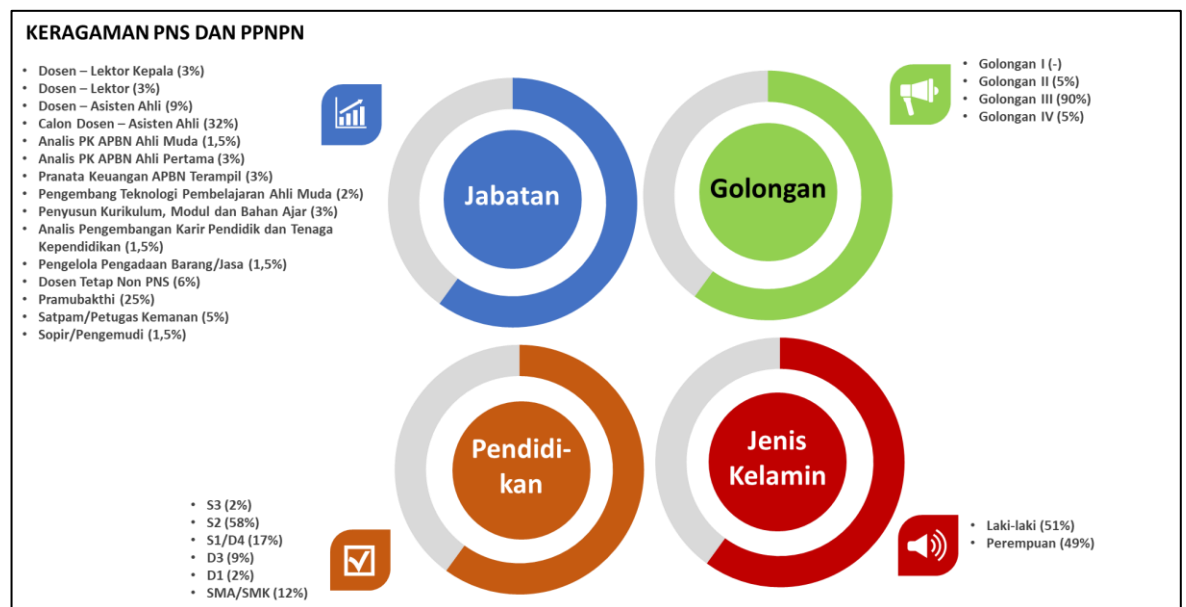 KERAGAMAN PNS DAN PPNPN
• Dosen – Lektor Kepala (3%)
• Dosen – Lektor (3%)
• Dosen – Asisten Ahli (9%)
• Calon Dosen – Asisten Ahli (32%)
• Analis PK APBN Ahli Muda (1,5%)
• Analis PK APBN Ahli Pertama (3%)
• Pranata Keuangan APBN Terampil (3%)
• Pengembang Teknologi Pembelajaran Ahli Muda (2%)
• Penyusun Kurikulum, Modul dan Bahan Ajar (3%)
• Analis Pengembangan Karir Pendidik dan Tenaga
Kependidikan (1,5%)
• Pengelola Pengadaan Barang/Jasa (1,5%)
• Dosen Tetap Non PNS (6%)
• Pramubakthi (25%)
• Satpam/Petugas Kemanan (5%)
• Sopir/Pengemudi (1,5%)
Jabatan
Golongan
• Golongan I (-)
• Golongan II (5%)
• Golongan III (90%)
• Golongan IV (5%)
• S3 (2%)
• S2 (58%)
• S1/D4 (17%)
• D3 (9%)
• D1 (2%)
• SMA/SMK (12%)
Pendidi-
kan
Jenis
Kelamin
• Laki-laki (51%)
• Perempuan (49%)